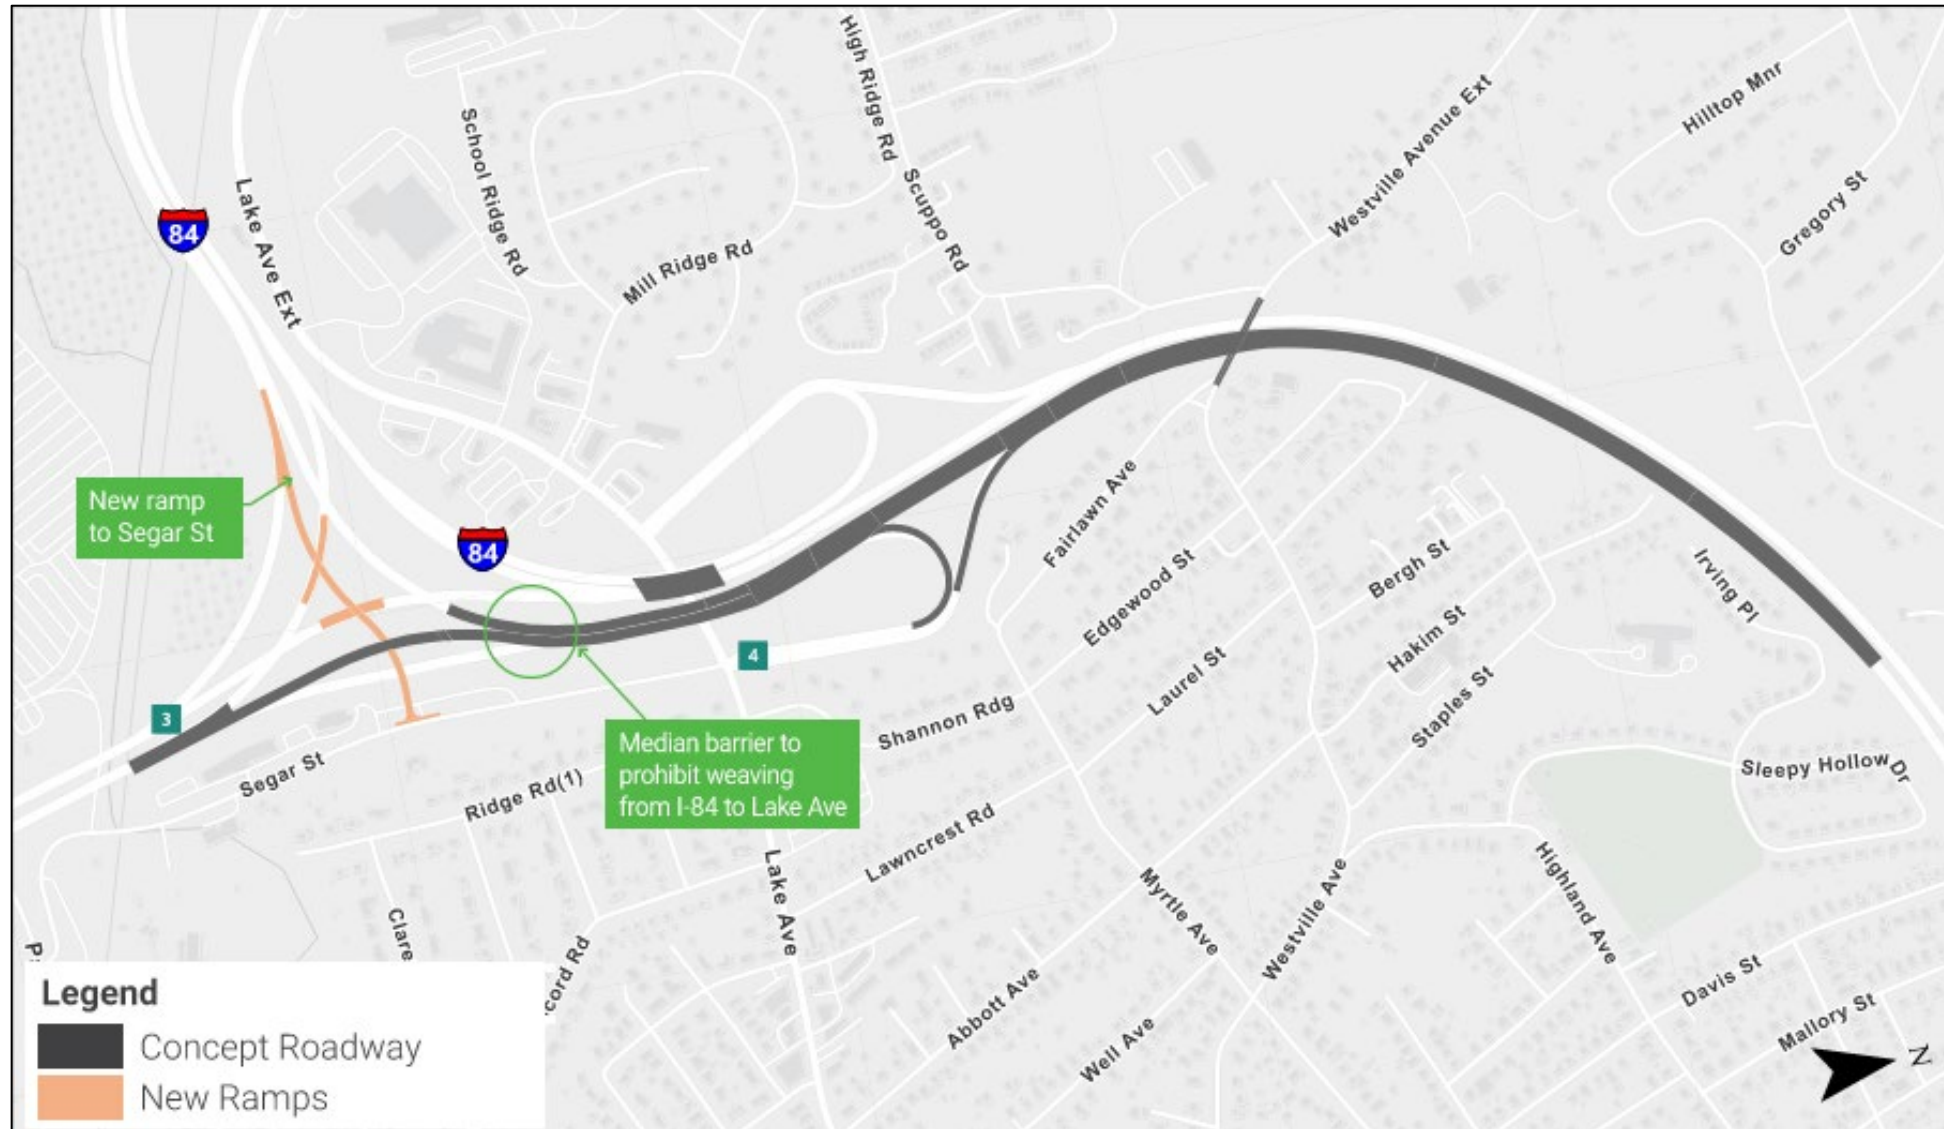 High Ridge Rd
Scuppo Rd
School Ridge Rd
Mill Ridge Rd
Lake Ave Ext
84
Westville Avenue Ext
Hilltop Mnr
Gregory St
New ramp
to Segar St
84
Fairlawn Ave
Edgewood St
Bergh St
Hakim St
Laurel St
Staples St
Irving Pl
4
3
Shannon Rdg
Segar St
Ridge Rd(1)
Median barrier to
prohibit weaving
from I-84 to Lake Ave
Sleepy Hollow Dr
Lawncrest Rd
Lake Ave
Myrtle Ave
Westville Ave
Highland Ave
Clare
cord Rd
Abbott Ave
Well Ave
Davis St
Mallory St
N
Legend
Concept Roadway
New Ramps